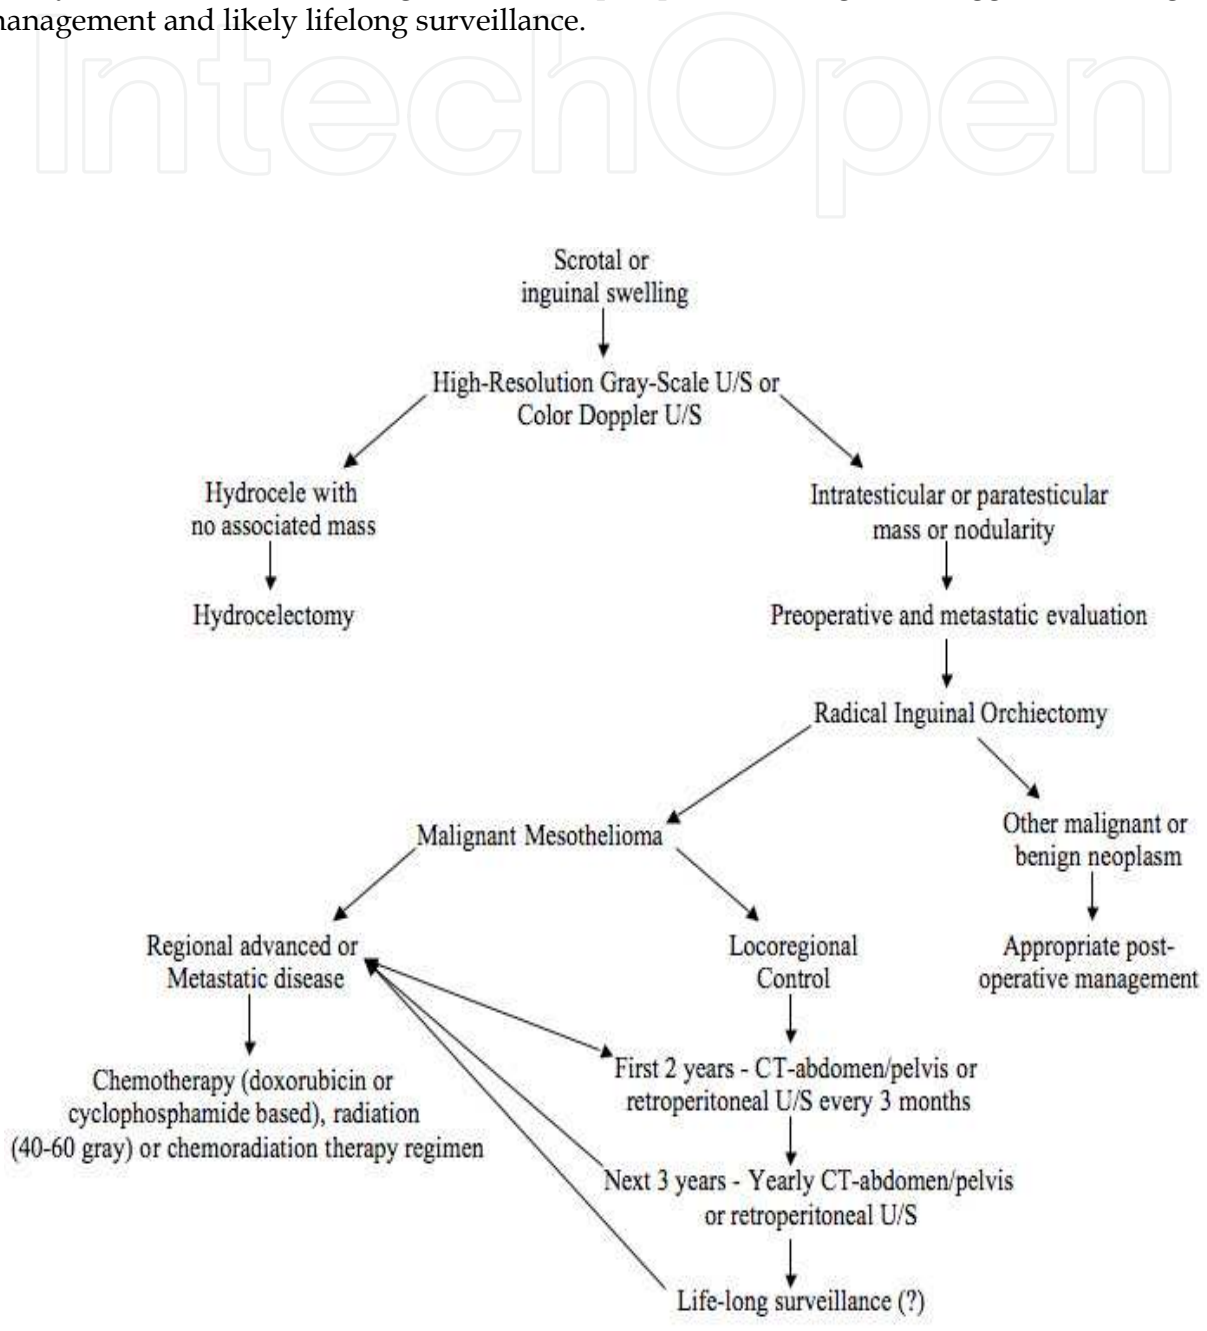 management and likely lifelong surveillance.
IntechOpen
Scrotal or
inguinal swelling
High-Resolution Gray-Scale U/S or
Color Doppler U/S
Hydrocele with
no associated mass
Hydrocelectomy
Intratesticular or paratesticular
mass or nodularity
Preoperative and metastatic evaluation
Radical Inguinal Orchiectomy
Malignant Mesothelioma
Other malignant or
benign neoplasm
Appropriate post-
operative management
Regional advanced or
Metastatic disease
Chemotherapy (doxorubicin or
cyclophosphamide based), radiation
(40-60 gray) or chemoradiation therapy regimen
Locoregional
Control
First 2 years - CT-abdomen/pelvis or
retroperitoneal U/S every 3 months
Next 3 years - Yearly CT-abdomen/pelvis
or retroperitoneal U/S
Life-long surveillance (?)